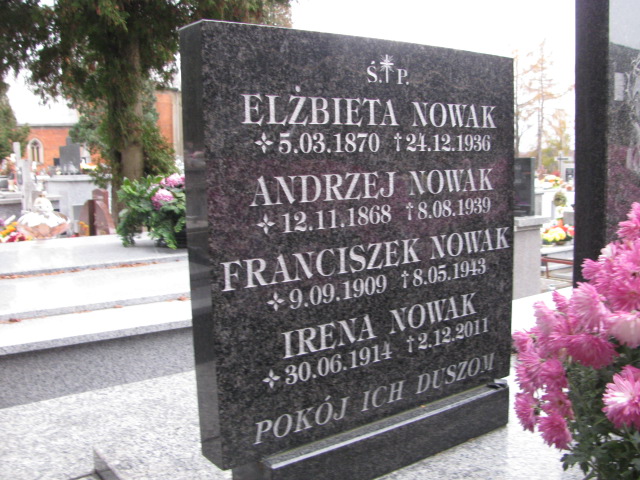 Ś.†P.
ELŻBIETA NOWAK
✧5.03.1870 †24.12.1936
ANDRZEJ NOWAK
✧12.11.1868 †8.08.1939
FRANCISZEK NOWAK
✧9.09.1909 †8.05.1943
IRENA NOWAK
✧30.06.1914 †2.12.2011
POKÓJ ICH DUSZOM